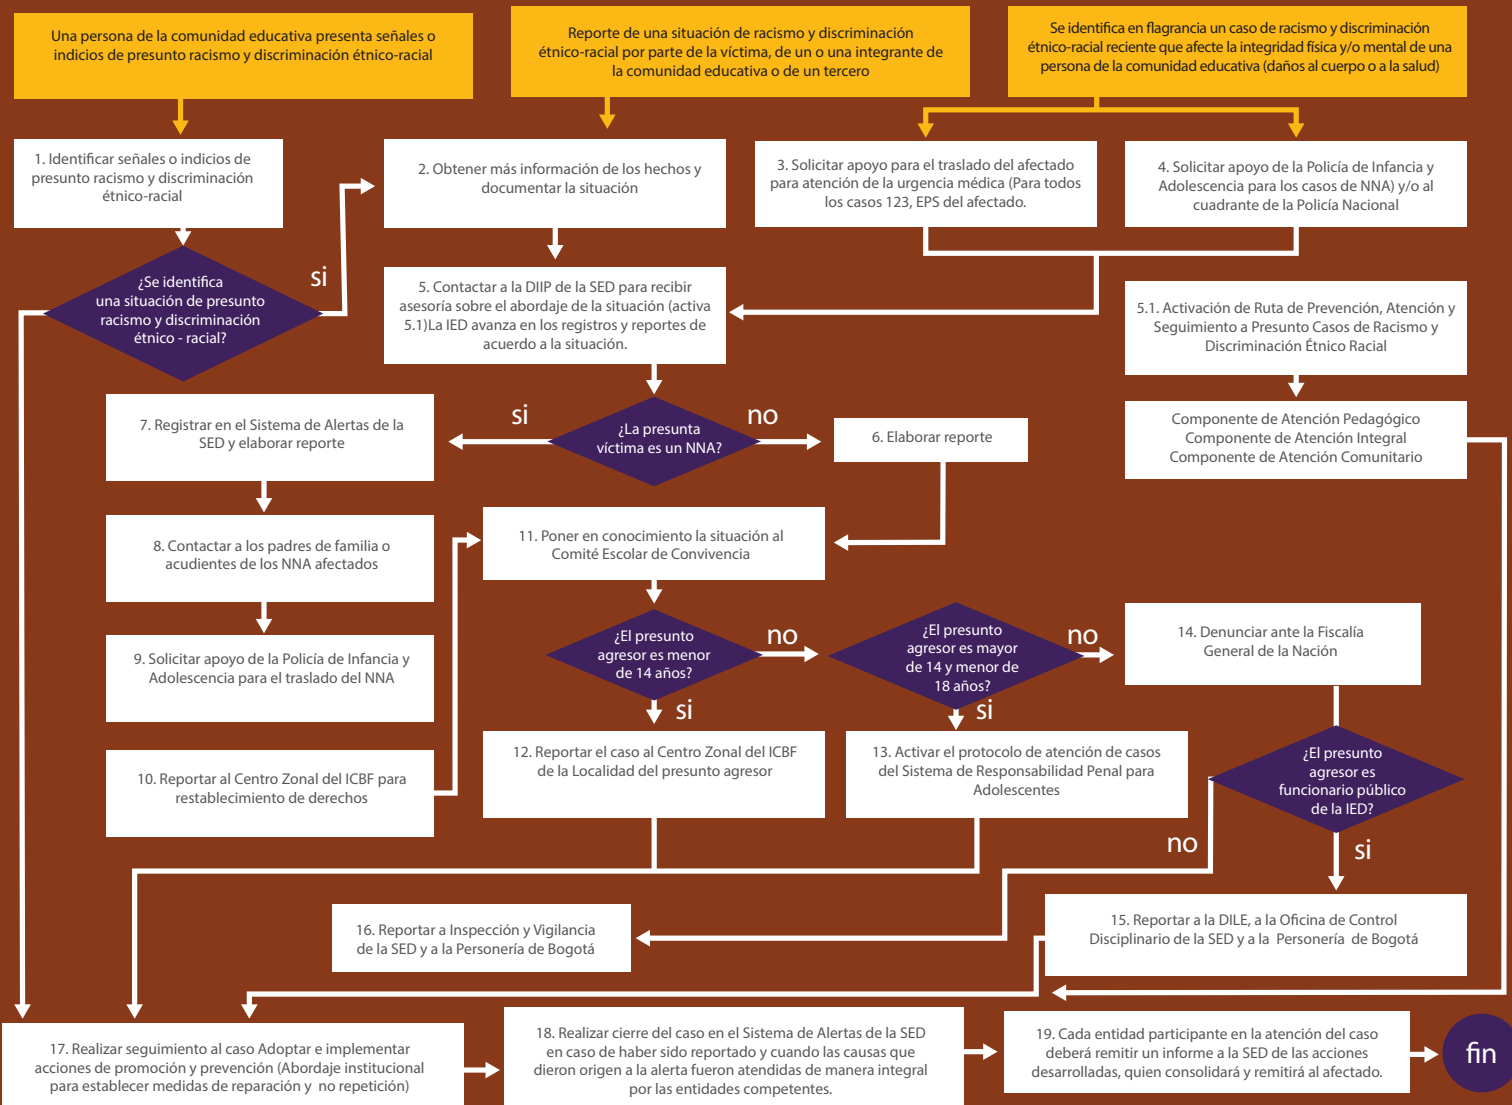 Una persona de la comunidad educativa presenta señales o
indicios de presunto racismo y discriminación étnico-racial
Reporte de una situación de racismo y discriminación
étnico-racial por parte de la víctima, de un o una integrante de
la comunidad educativa o de un tercero
Se identifica en flagrancia un caso de racismo y discriminación
étnico-racial reciente que afecte la integridad física y/o mental de una
persona de la comunidad educativa (daños al cuerpo o a la salud)
1. Identificar señales o indicios de
presunto racismo y discriminación
étnico-racial
2. Obtener más información de los hechos y
documentar la situación
3. Solicitar apoyo para el traslado del afectado
para atención de la urgencia médica (Para todos
los casos 123, EPS del afectado.
4. Solicitar apoyo de la Policía de Infancia y
Adolescencia para los casos de NNA) y/o al
cuadrante de la Policía Nacional
¿Se identifica
una situación de presunto
racismo y discriminación
étnico - racial?
si
5. Contactar a la DIIP de la SED para recibir
asesoría sobre el abordaje de la situación (activa
5.1)La IED avanza en los registros y reportes de
acuerdo a la situación.
5.1. Activación de Ruta de Prevención, Atención y
Seguimiento a Presunto Casos de Racismo y
Discriminación Étnico Racial
Componente de Atención Pedagógico
Componente de Atención Integral
Componente de Atención Comunitario
¿La presunta
víctima es un NNA?
si
no
6. Elaborar reporte
7. Registrar en el Sistema de Alertas de la
SED y elaborar reporte
8. Contactar a los padres de familia o
acudientes de los NNA afectados
9. Solicitar apoyo de la Policía de Infancia y
Adolescencia para el traslado del NNA
10. Reportar al Centro Zonal del ICBF para
restablecimiento de derechos
11. Poner en conocimiento la situación al
Comité Escolar de Convivencia
¿El presunto
agresor es menor
de 14 años?
no
si
¿El presunto
agresor es mayor
de 14 y menor de
18 años?
no
si
12. Reportar el caso al Centro Zonal del ICBF
de la Localidad del presunto agresor
13. Activar el protocolo de atención de casos
del Sistema de Responsabilidad Penal para
Adolescentes
14. Denunciar ante la Fiscalía
General de la Nación
¿El presunto
agresor es
funcionario público
de la IED?
no
si
15. Reportar a la DILE, a la Oficina de Control
Disciplinario de la SED y a la Personería de Bogotá
16. Reportar a Inspección y Vigilancia
de la SED y a la Personería de Bogotá
17. Realizar seguimiento al caso Adoptar e implementar
acciones de promoción y prevención (Abordaje institucional
para establecer medidas de reparación y no repetición)
18. Realizar cierre del caso en el Sistema de Alertas de la SED
en caso de haber sido reportado y cuando las causas que
dieron origen a la alerta fueron atendidas de manera integral
por las entidades competentes.
19. Cada entidad participante en la atención del caso
deberá remitir un informe a la SED de las acciones
desarrolladas, quien consolidará y remitirá al afectado.
fin